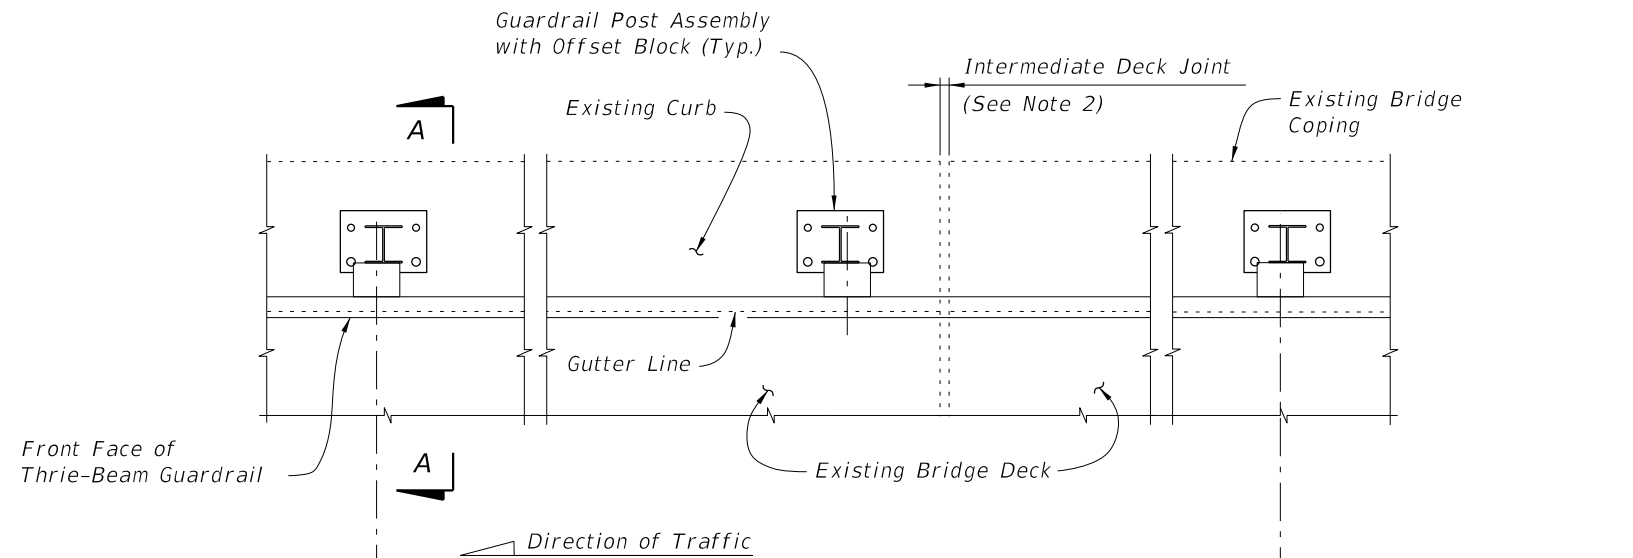 Guardrail Post Assembly
with Offset Block (Typ.)
Intermediate Deck Joint
(See Note 2)
Existing Curb
Existing Bridge
Coping
A
Gutter Line
Front Face of
Thrie-Beam Guardrail
A
Existing Bridge Deck
Direction of Traffic